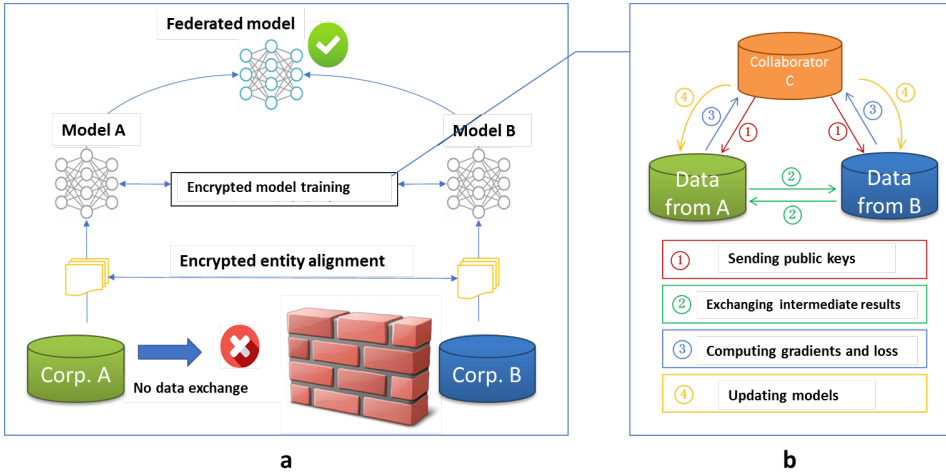 Federated model
Model A
Model B
Encrypted model training
Encrypted entity alignment
Corp. A
No data exchange
Corp. B
a
Collaborator
C
4
3
1
1
3
4
Data
from A
2
2
Data
from B
1 Sending public keys
2 Exchanging intermediate results
3 Computing gradients and loss
4 Updating models
b